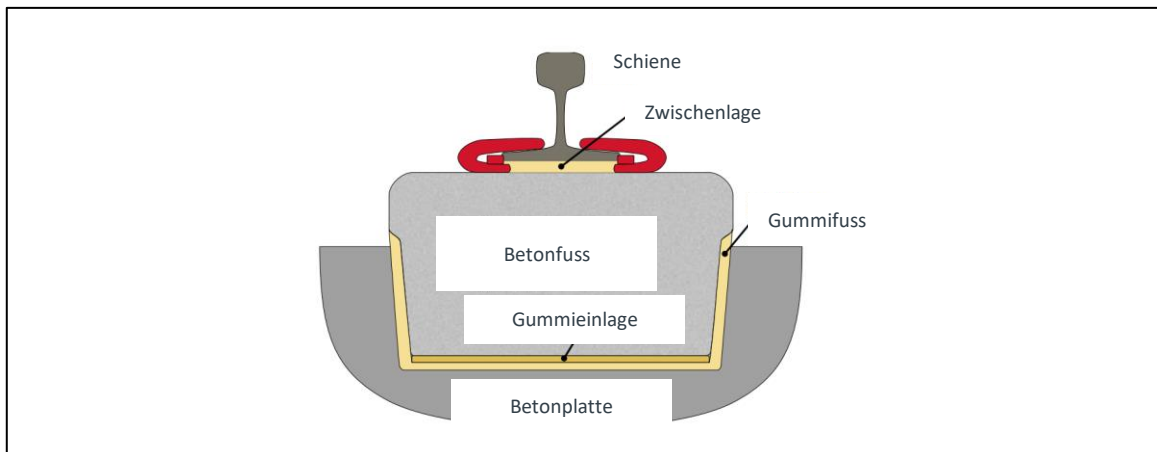 Schiene
Zwischenlage
Gummifuss
Betonfuss
Gummieinlage
Betonplatte